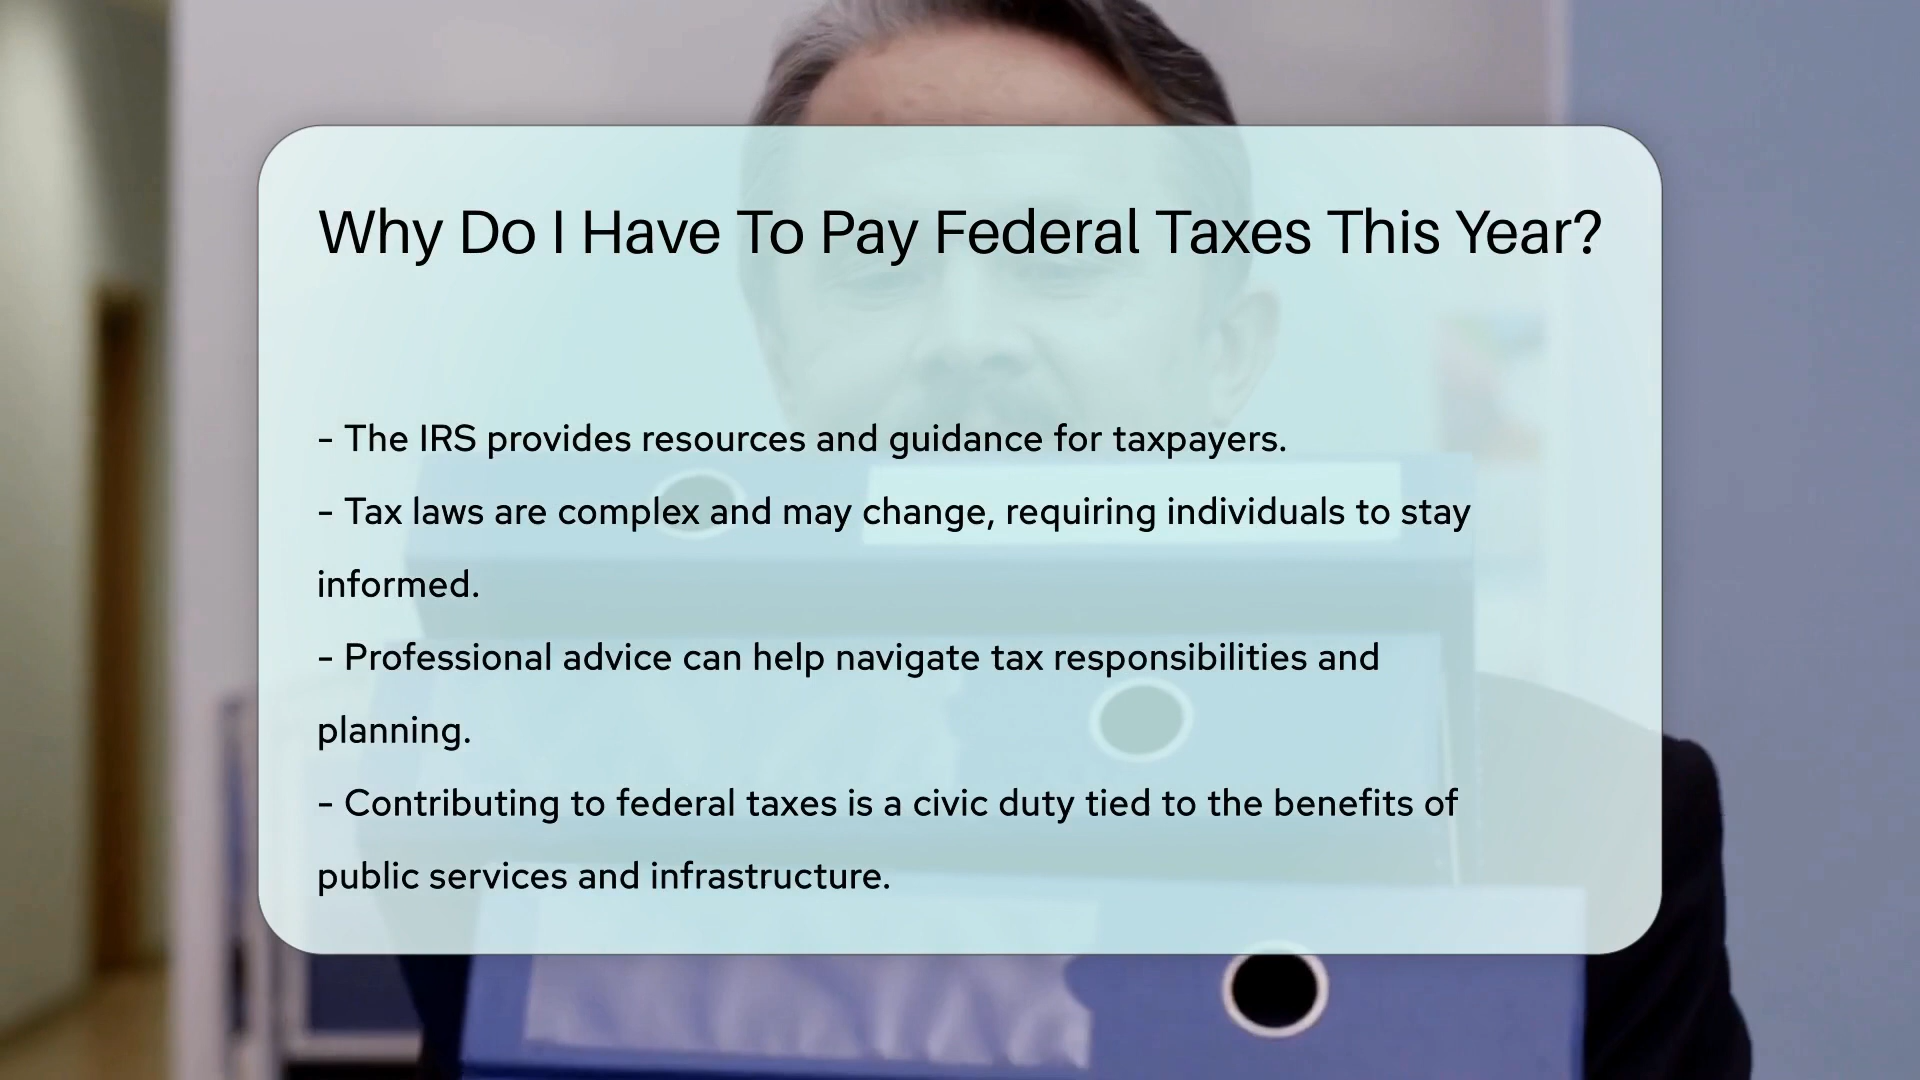 Why Do I Have To Pay Federal Taxes This Year?
- The IRS provides resources and guidance for taxpayers.
- Tax laws are complex and may change, requiring individuals to stay
informed.
- Professional advice can help navigate tax responsibilities and
planning.
- Contributing to federal taxes is a civic duty tied to the benefits of
public services and infrastructure.